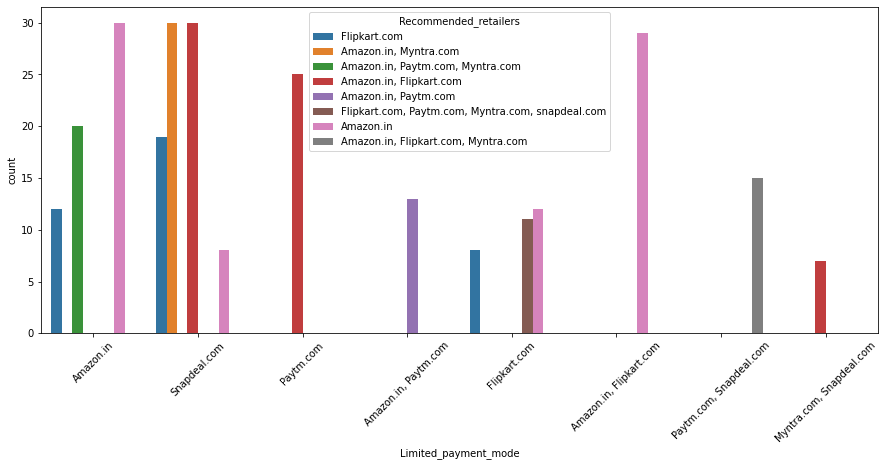 30
25
20
15
10
5
0
count
Recommended_retailers
Flipkart.com
Amazon.in, Myntra.com
Amazon.in, Paytm.com, Myntra.com
Amazon.in, Flipkart.com
Amazon.in, Paytm.com
Flipkart.com, Paytm.com, Myntra.com, snapdeal.com
Amazon.in
Amazon.in, Flipkart.com, Myntra.com
Amazon.in
Snapdeal.com
Paytm.com
Amazon.in, Paytm.com
Flipkart.com
Amazon.in, Flipkart.com
Paytm.com, Snapdeal.com
Myntra.com, Snapdeal.com
Limited_payment_mode